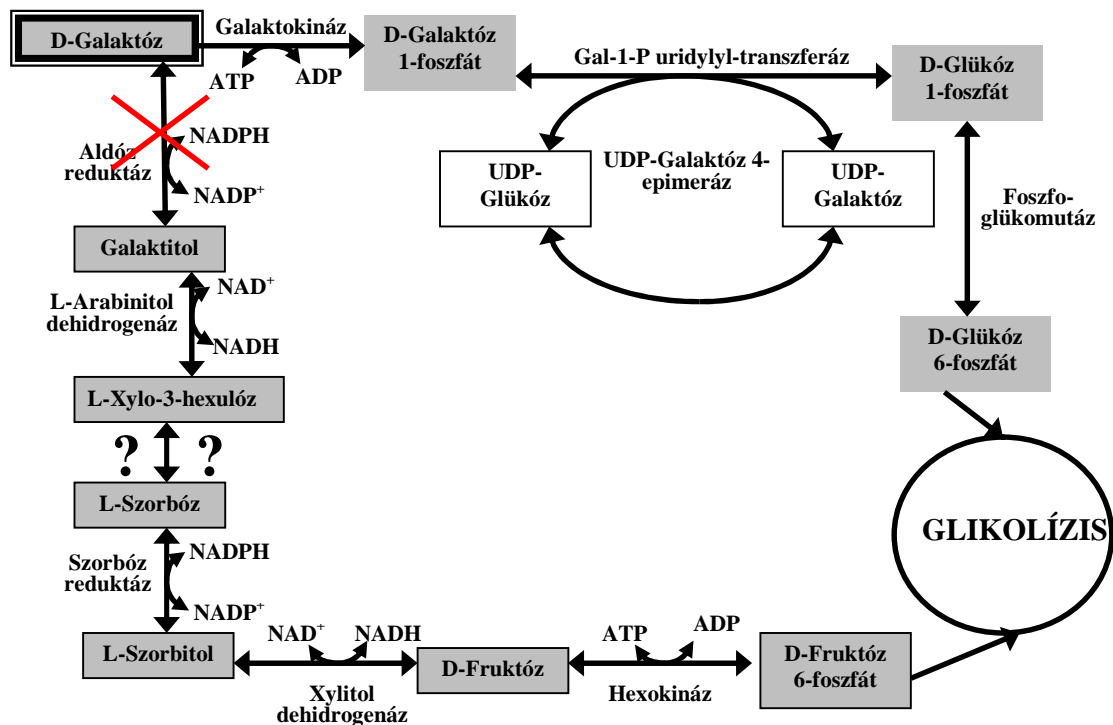 D-Galaktóz
Galaktokináz
ATP
ADP
D-Galaktóz
1-foszfát
Gal-1-P uridylyl-transzferáz
D-Glükóz
1-foszfát
Aldóz
reduktáz
NADPH
NADP⁺
UDP-
Glükóz
UDP-Galaktóz 4-
epimeráz
UDP-
Galaktóz
Foszfo-
glükomutáz
Galaktitol
L-Arabinitol
dehidrogenáz
NAD⁺
NADH
D-Glükóz
6-foszfát
L-Xylo-3-hexulóz
? ?
L-Szorbóz
GLIKOLÍZIS
Szorbóz
reduktáz
NADPH
NADP⁺
L-Szorbitol
NAD⁺
NADH
Xylitol
dehidrogenáz
D-Fruktóz
ATP
ADP
Hexokináz
D-Fruktóz
6-foszfát